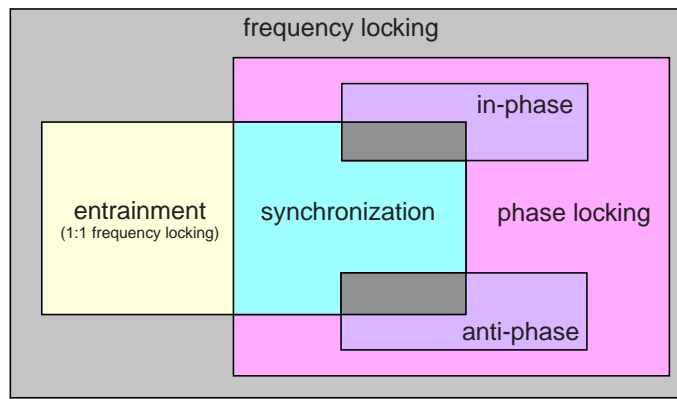 frequency locking
in-phase
entrainment
(1:1 frequency locking)
synchronization
phase locking
anti-phase